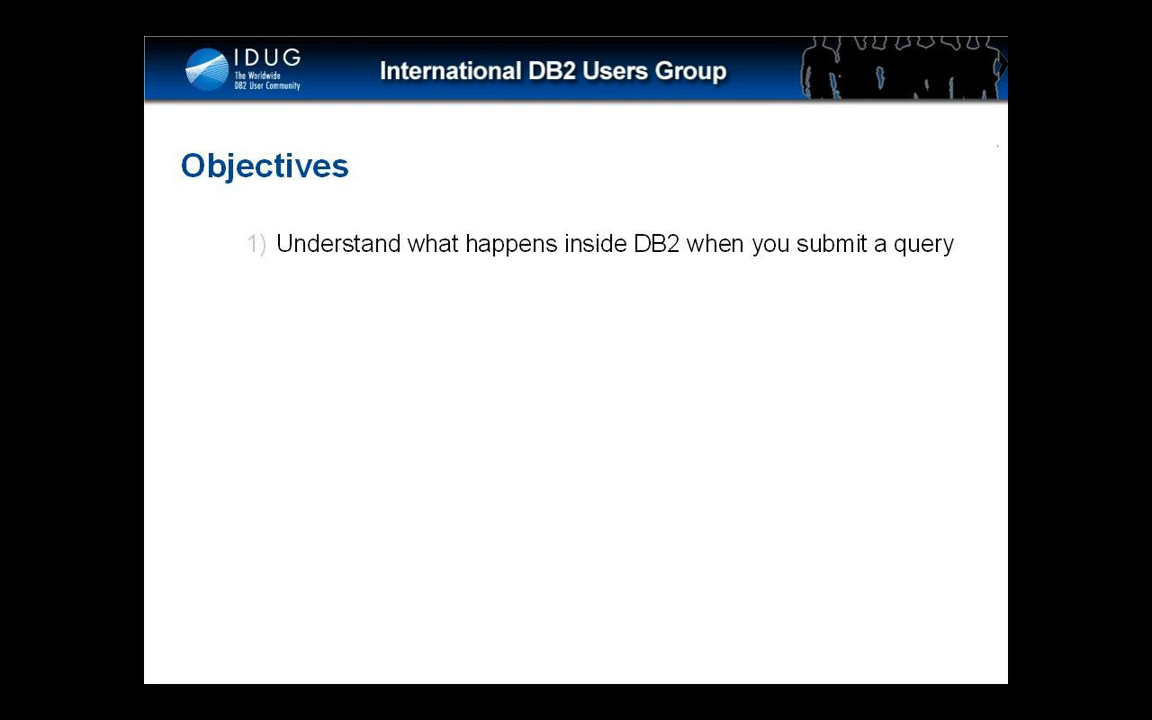 IDUG
The Worldwide
DB2 User Community
International DB2 Users Group
Objectives
1) Understand what happens inside DB2 when you submit a query